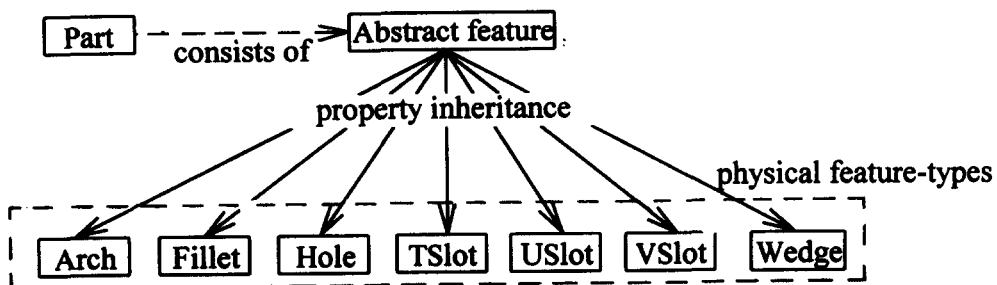 Part
consists of
Abstract feature
property inheritance
physical feature-types
Arch Fillet Hole TSlot USlot VSlot Wedge